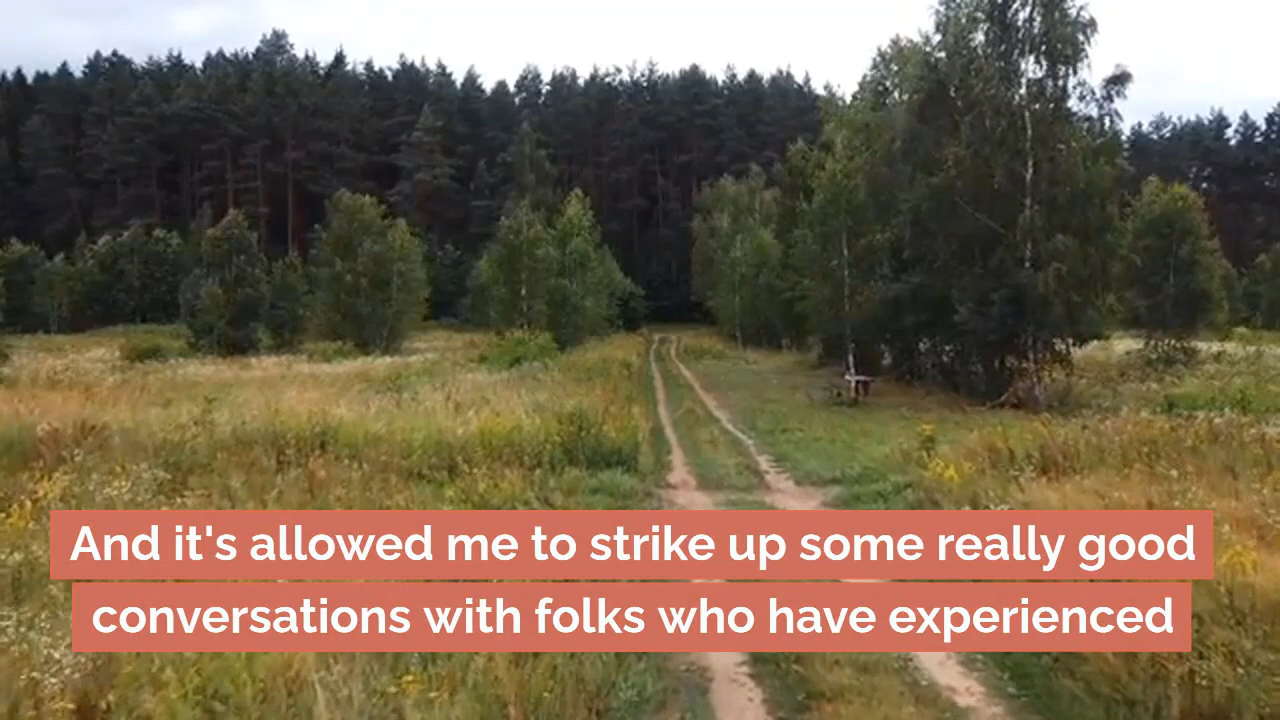 And it's allowed me to strike up some really good
conversations with folks who have experienced